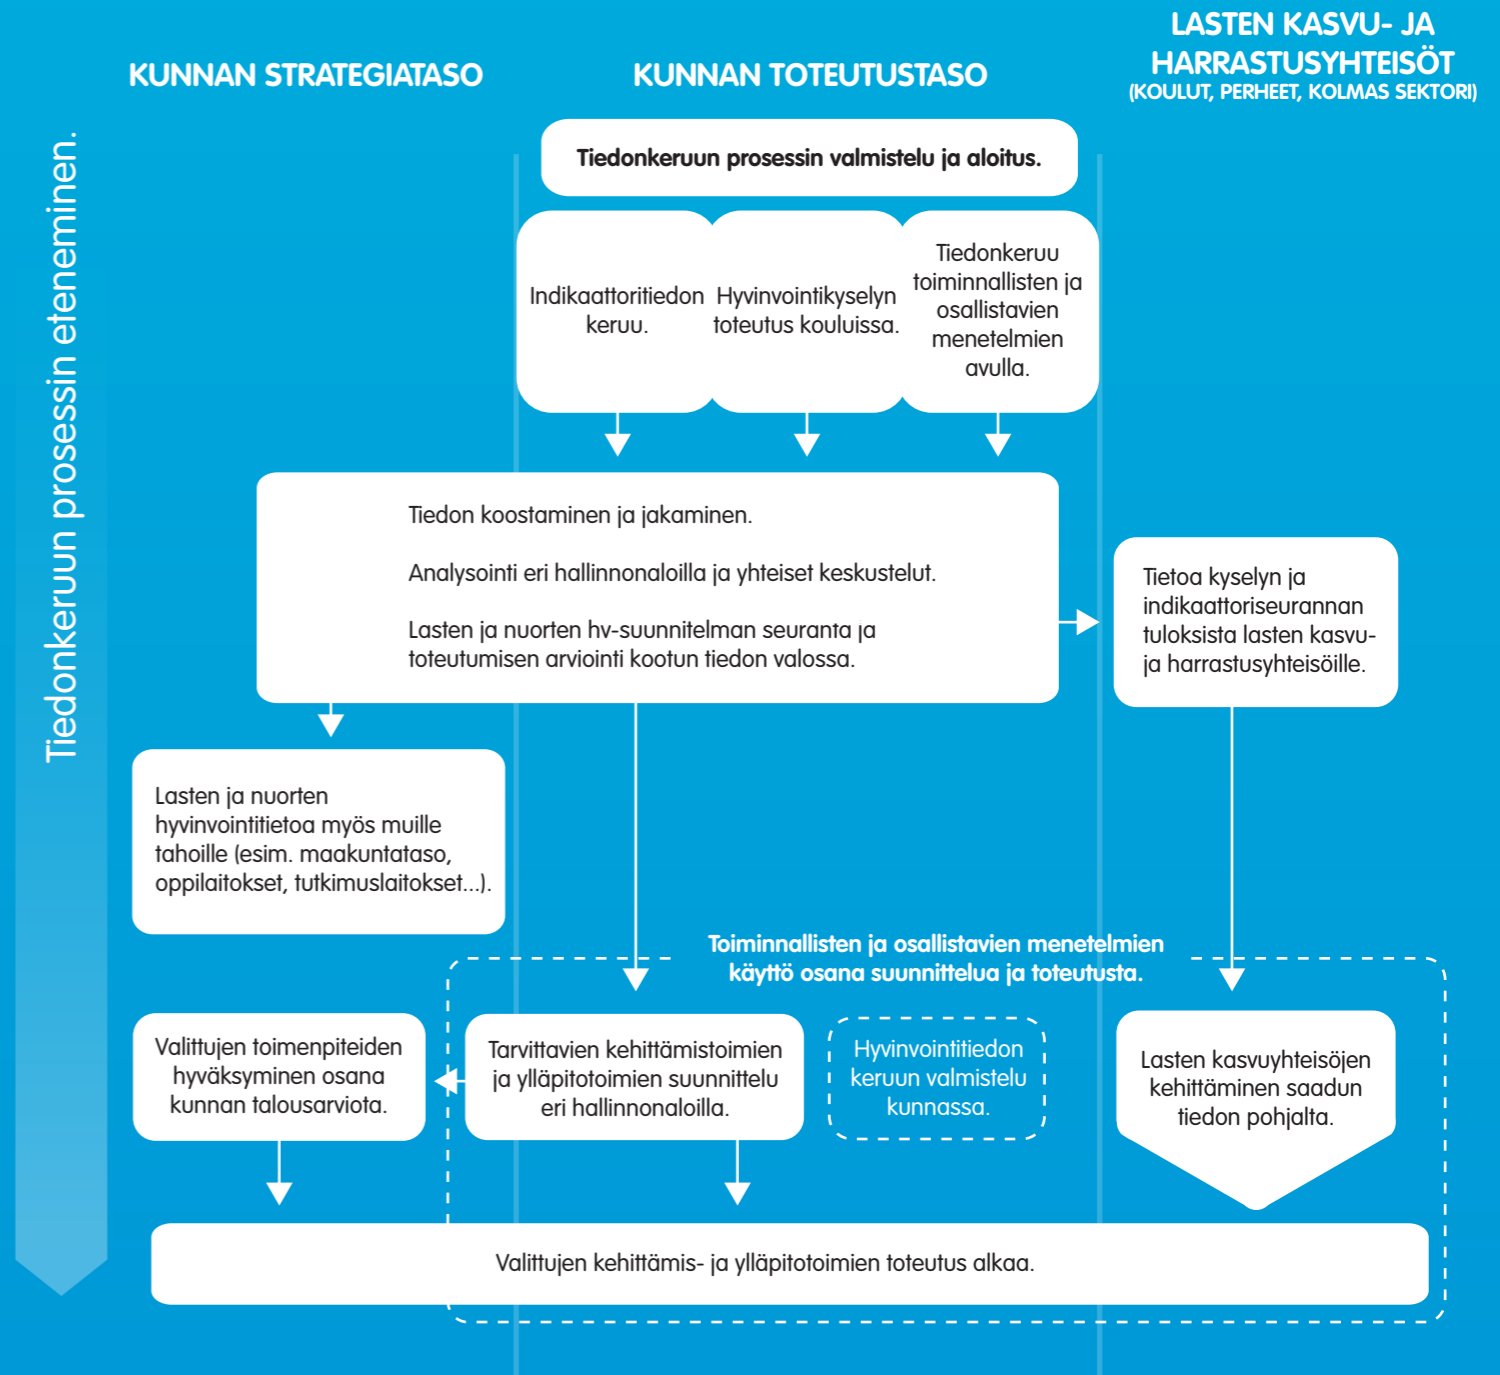 KUNNAN STRATEGIATASO
KUNNAN TOTEUTUSTASO
LASTEN KASVU- JA
HARRASTUSYHTEISÖT
(KOULUT, PERHEET, KOLMAS SEKTORI)
Tiedonkeruun prosessin eteneminen.
Tiedonkeruun prosessin valmistelu ja aloitus.
Indikaattoritiedon
keruu.
Hyvinvointikyselyn
toteutus kouluissa.
Tiedonkeruu
toiminnallisten ja
osallistavien
menetelmien
avulla.
Tiedon koostaminen ja jakaminen.
Analysointi eri hallinnonaloilla ja yhteiset keskustelut.
Lasten ja nuorten hv-suunnitelman seuranta ja
toteutumisen arviointi kootun tiedon valossa.
Tietoa kyselyn ja
indikaattoriseurannan
tuloksista lasten kasvu-
ja harrastusyhteisöille.
Lasten ja nuorten
hyvinvointitietoa myös muille
tahoille (esim. maakuntataso,
oppilaitokset, tutkimuslaitokset...).
Toiminnallisten ja osallistavien menetelmien
käyttö osana suunnittelua ja toteutusta.
Valittujen toimenpiteiden
hyväksyminen osana
kunnan talousarviota.
Tarvittavien kehittämistoimien
ja ylläpitotoimien suunnittelu
eri hallinnonaloilla.
Hyvinvointitiedon
keruun valmistelu
kunnassa.
Lasten kasvuyhteisöjen
kehittäminen saadun
tiedon pohjalta.
Valittujen kehittämis- ja ylläpitotoimien toteutus alkaa.